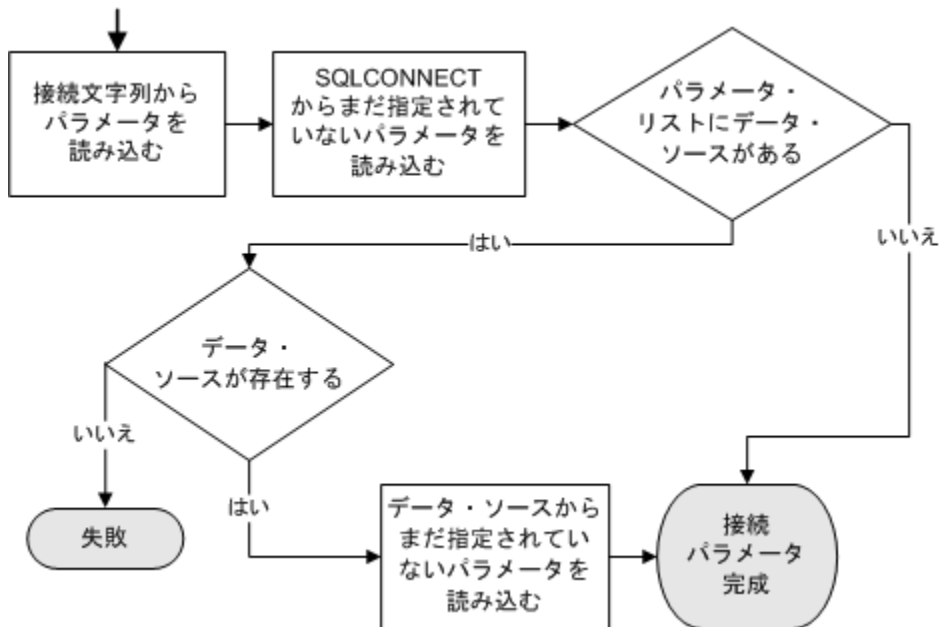 接続文字列から
パラメータを
読み込む
SQLCONNECT
からまだ指定されて
いないパラメータを
読み込む
パラメータ・
リストにデータ・
ソースがある
はい
いいえ
データ・
ソースが存在する
いいえ
はい
失敗
データ・ソースから
まだ指定されてい
ないパラメータを
読み込む
接続
パラメータ
完成